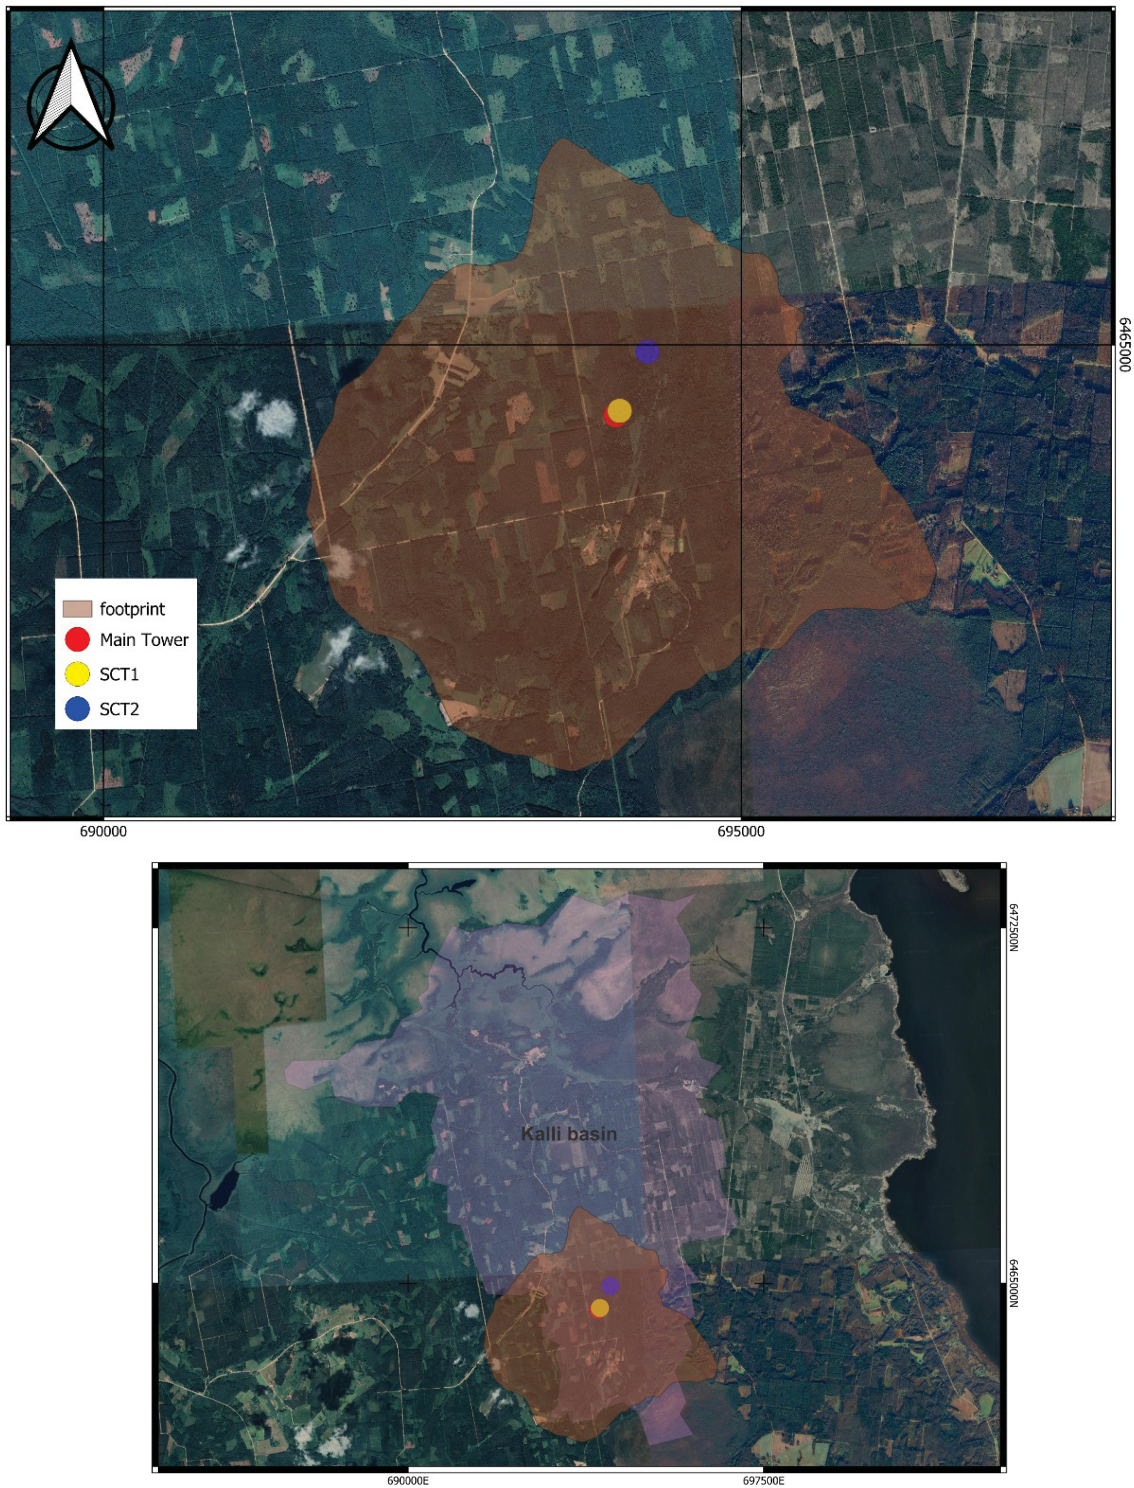 6465000
footprint
Main Tower
SCT1
SCT2
690000
695000
6472500N
Kalli basin
6465000N
690000E
697500E